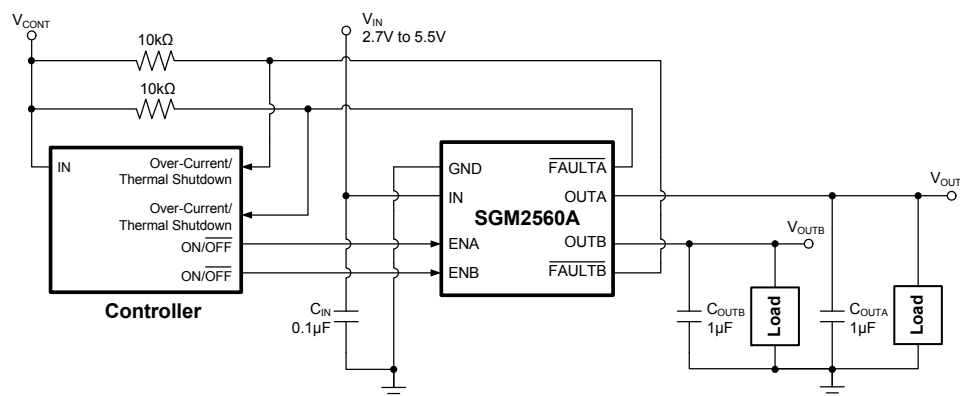 VCONT
VIN
2.7V to 5.5V
10kΩ
10kΩ
IN
Over-Current/
Thermal Shutdown
Over-Current/
Thermal Shutdown
ON/OFF
ON/OFF
Controller
GND
IN
ENA
ENB
SGM2560A
FAULTA
OUTA
OUTB
FAULTB
CIN
0.1µF
VOUTB
VOUT
COUTB
1µF
Load
COUTA
1µF
Load